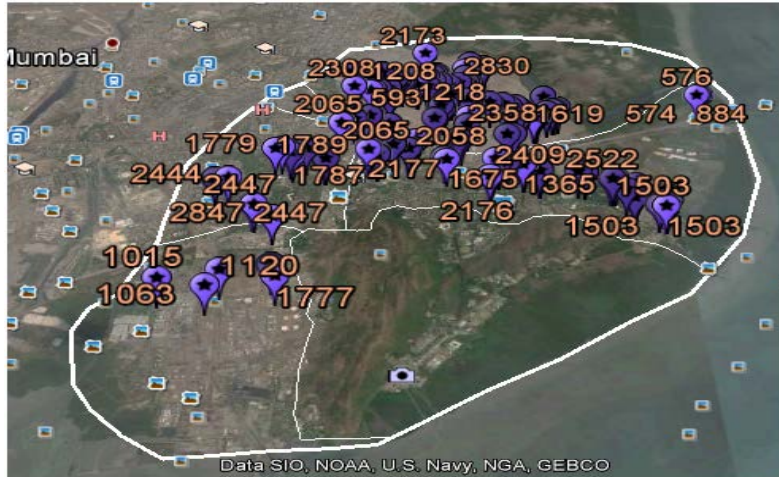 2173
Mumbai
2308 1208 2830
576
593 1218
2065 2358 1619 574 884
1779 1789 2065 2058
2444 1787 2177 2409 2522
2447 1675 1365 1503
2847 2447 2176 1503 1503
1015 1120
1063 1777
Data SIO, NOAA, U.S. Navy, NGA, GEBCO